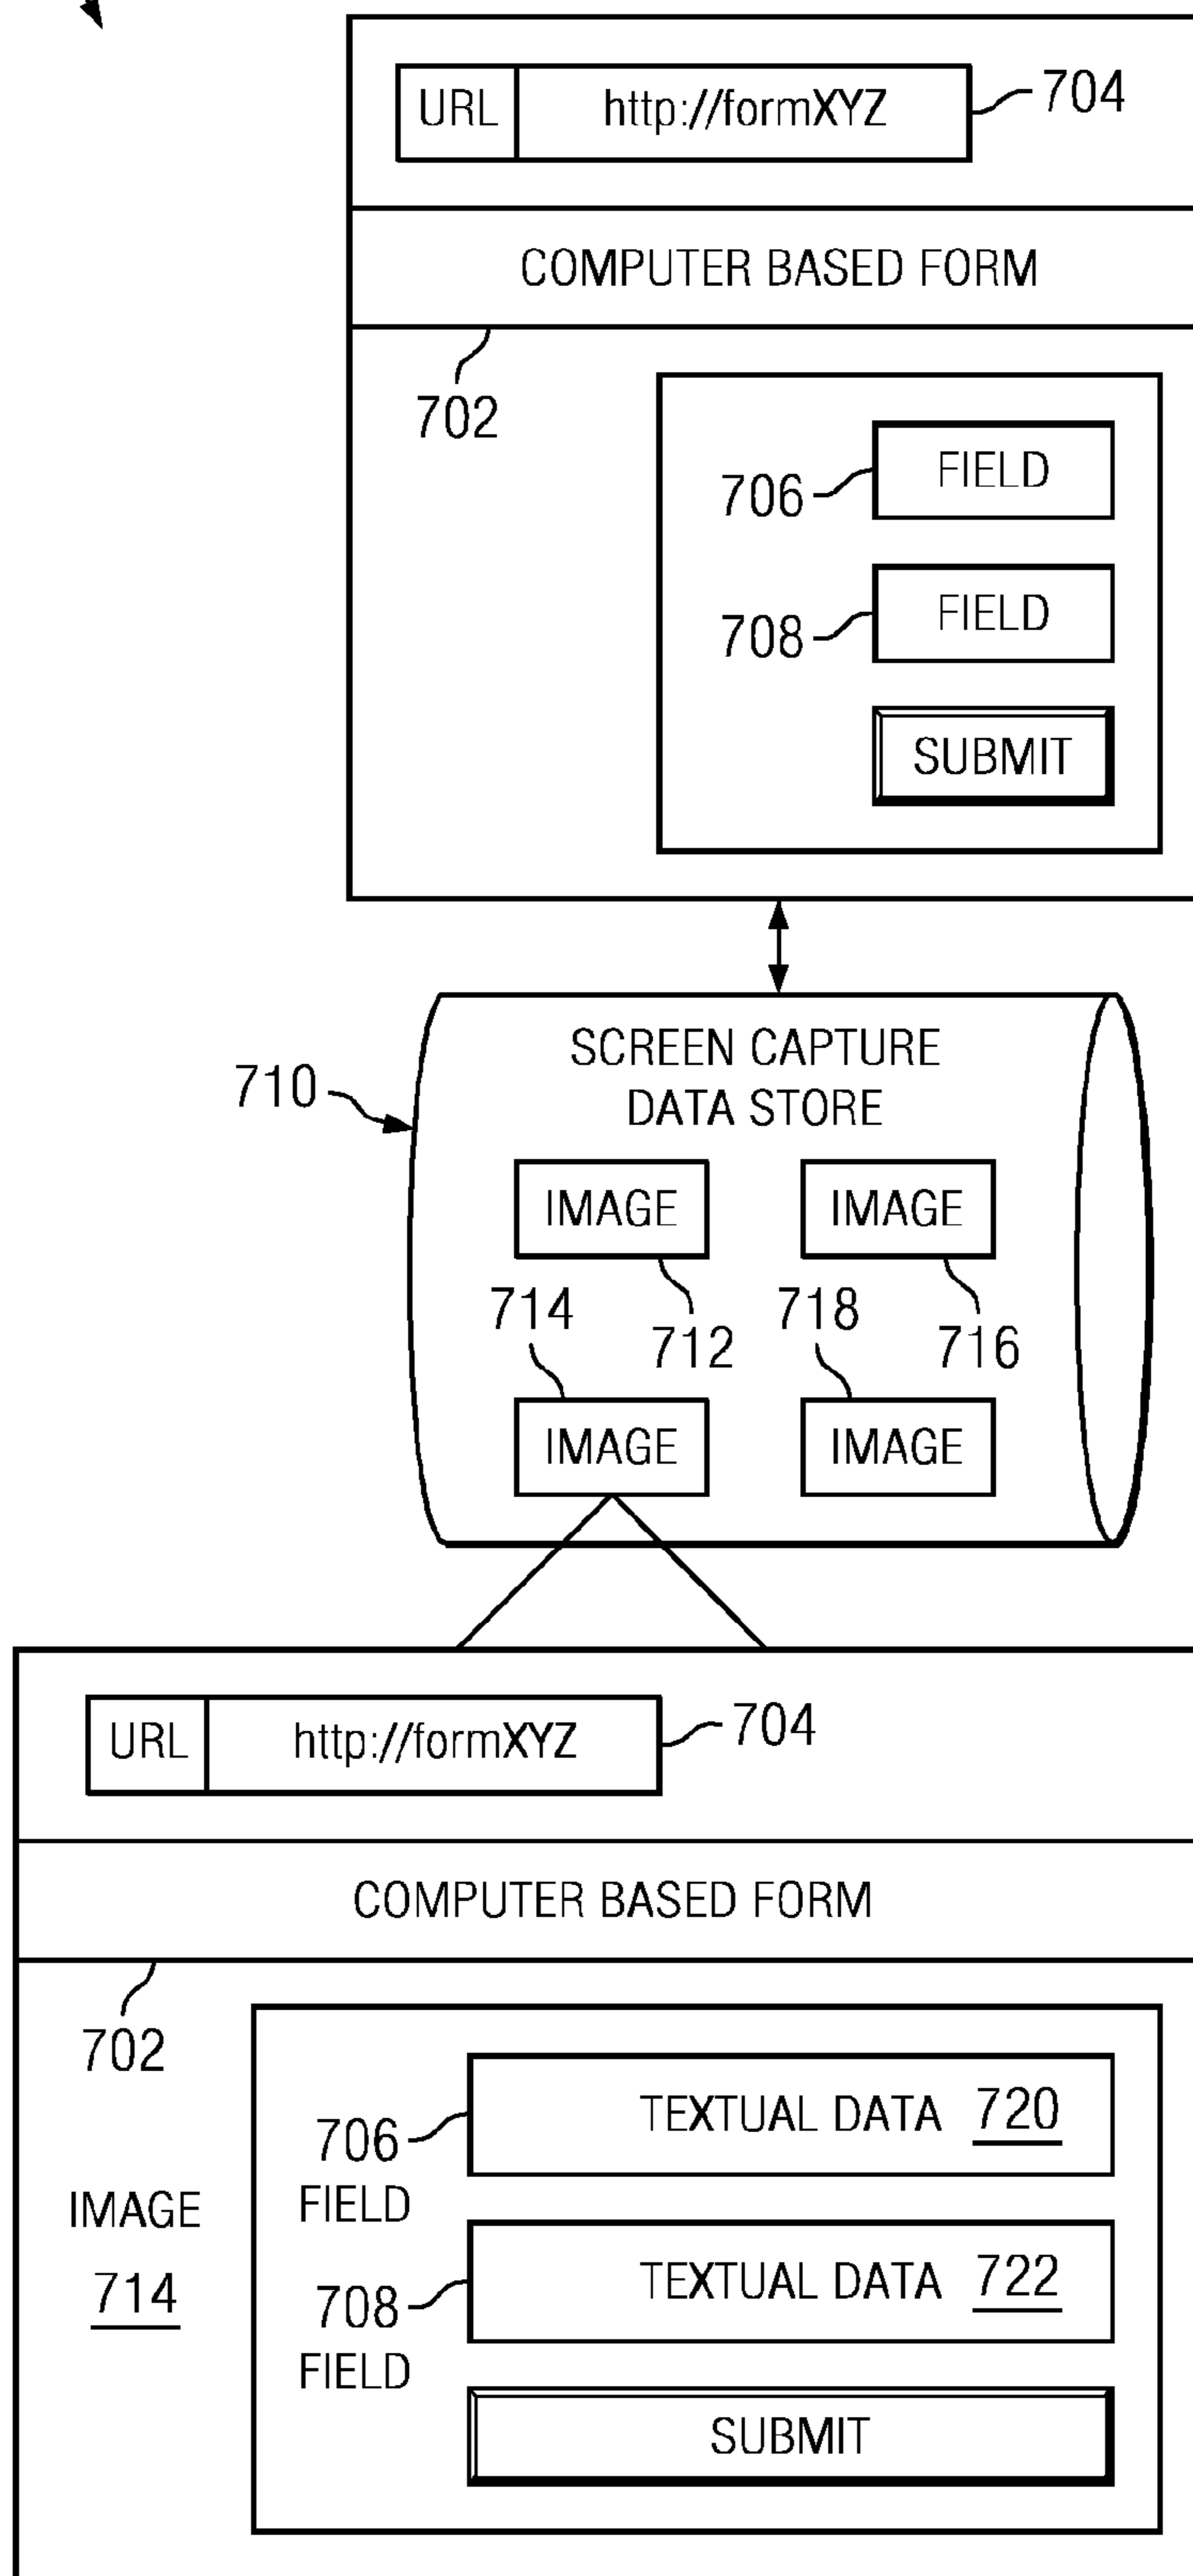 URL http://formXYZ 704
COMPUTER BASED FORM
702
706 FIELD
708 FIELD
SUBMIT
SCREEN CAPTURE
DATA STORE
710
IMAGE IMAGE
714 712 718 716
IMAGE IMAGE
URL http://formXYZ 704
COMPUTER BASED FORM
702
TEXTUAL DATA 720
706
FIELD
IMAGE
714
TEXTUAL DATA 722
708
FIELD
SUBMIT